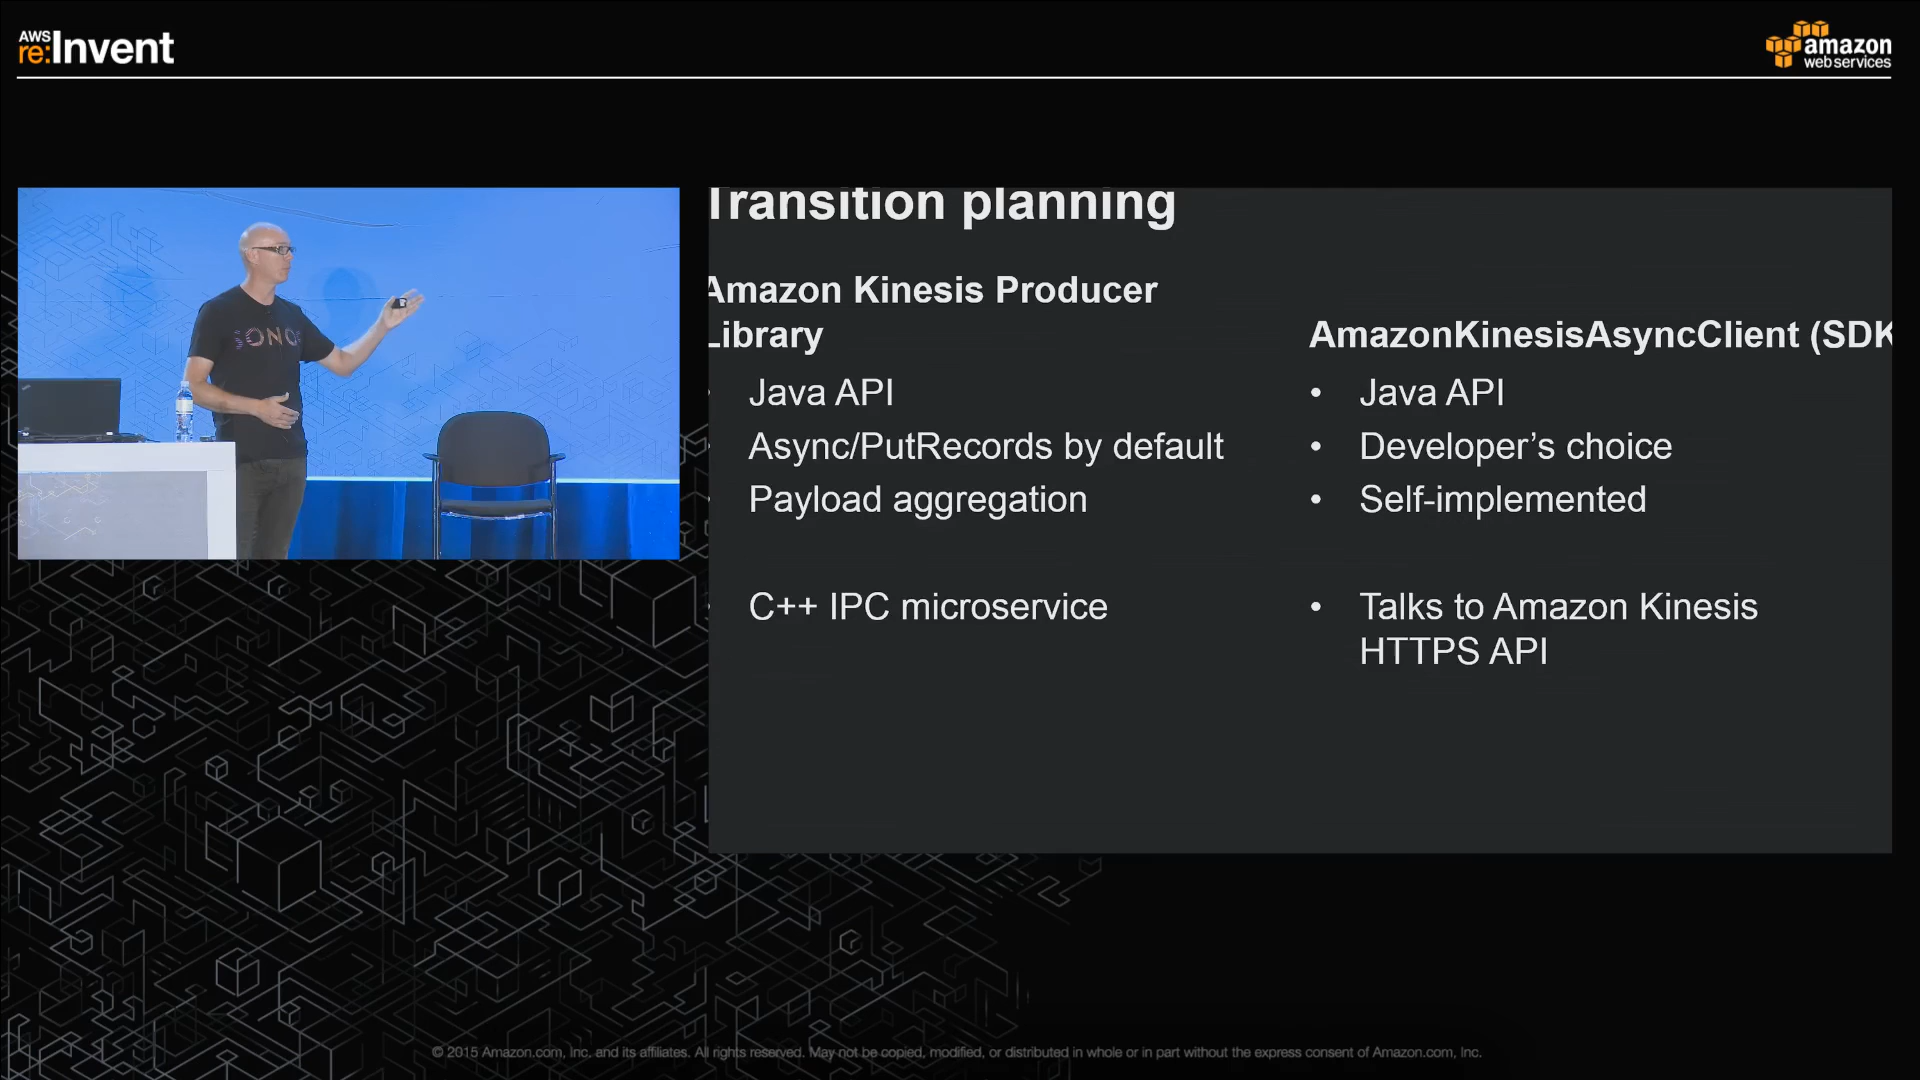 AWS
re:Invent
amazon
web services
SONOS
Transition planning
Amazon Kinesis Producer
Library
• Java API
• Async/PutRecords by default
• Payload aggregation
• C++ IPC microservice
AmazonKinesisAsyncClient (SDK
• Java API
• Developer’s choice
• Self-implemented
• Talks to Amazon Kinesis
HTTPS API
© 2015 Amazon.com, Inc. and its affiliates. All rights reserved. May not be copied, modified, or distributed in whole or in part without the express consent of Amazon.com, Inc.